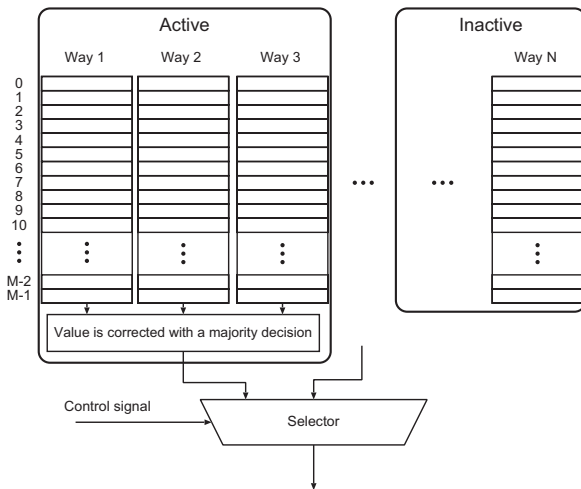 Active
Inactive
Way 1
Way 2
Way 3
Way N
0
1
2
3
4
5
6
7
8
9
10
M-2
M-1
Value is corrected with a majority decision
Control signal
Selector